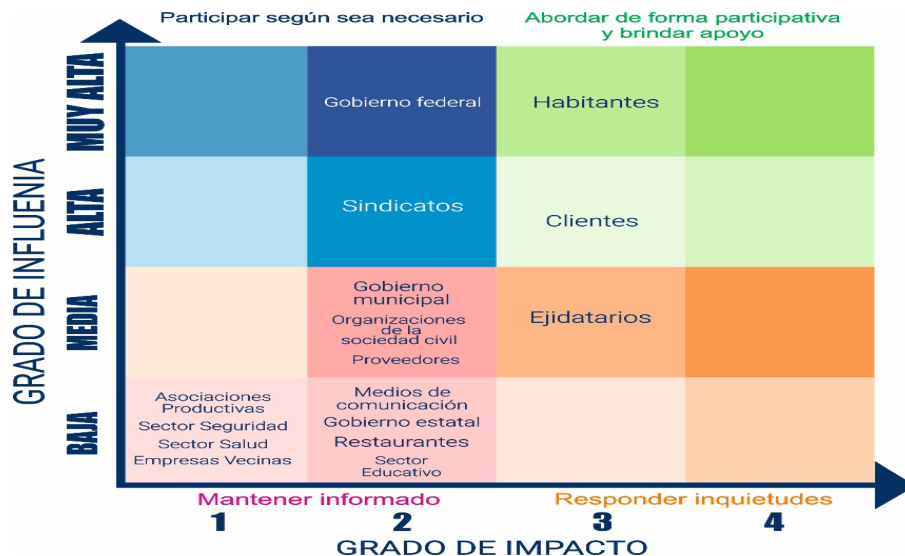 Participar según sea necesario
Abordar de forma participativa
y brindar apoyo
GRADO DE INFLUENIA
MUY ALTA
Gobierno federal
Habitantes
ALTA
Sindicatos
Clientes
MEDIA
Gobierno
municipal
Organizaciones
de la
sociedad civil
Proveedores
Ejidatarios
BAJA
Asociaciones
Productivas
Sector Seguridad
Sector Salud
Empresas Vecinas
Medios de
comunicación
Gobierno estatal
Restaurantes
Sector
Educativo
Mantener informado
Responder inquietudes
1
2
3
4
GRADO DE IMPACTO